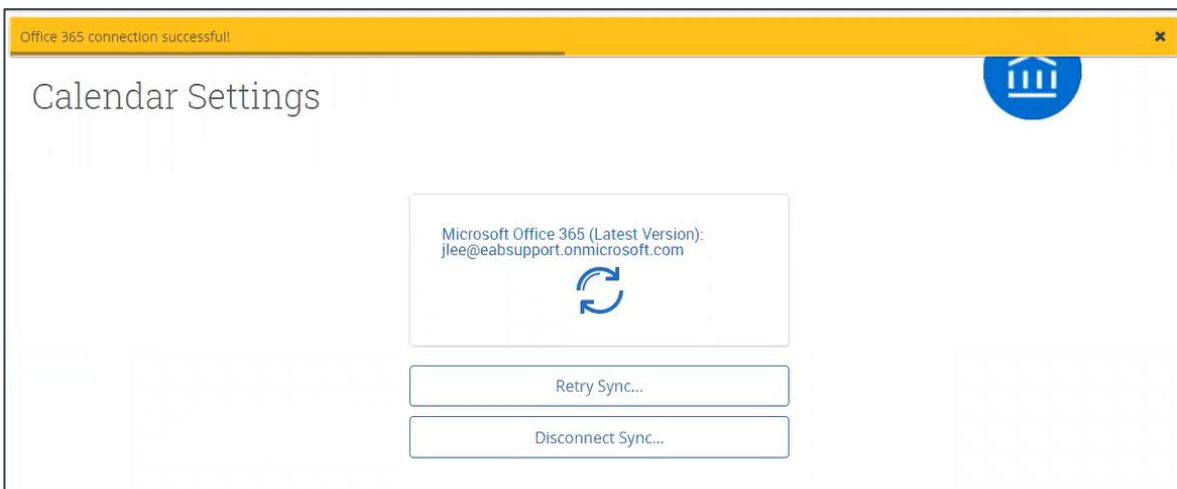 Office 365 connection successful!
Calendar Settings
Microsoft Office 365 (Latest Version):
jlee@eabsupport.onmicrosoft.com
Retry Sync...
Disconnect Sync...